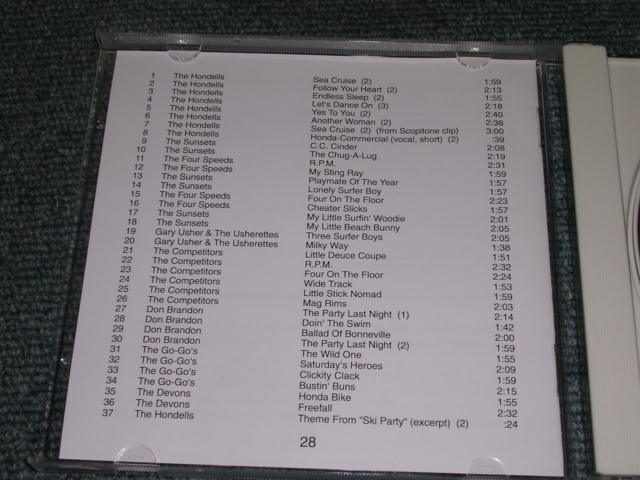 1 The Hondells Sea Cruise (2) 1:59
2 The Hondells Follow Your Heart (2) 2:13
3 The Hondells Endless Sleep (2) 1:55
4 The Hondells Let's Dance On (3) 2:18
5 The Hondells Yes To You (2) 2:40
6 The Hondells Another Woman (2) 2:38
7 The Hondells Sea Cruise (2) (from Scopitone clip) 3:00
8 The Hondells Honda-Commercial (vocal, short) (2) :39
9 The Sunsets C.C. Cinder 2:08
10 The Sunsets The Chug-A-Lug 2:19
11 The Four Speeds R.P.M. 2:31
12 The Four Speeds My Sting Ray 1:59
13 The Sunsets Playmate Of The Year 1:57
14 The Sunsets Lonely Surfer Boy 1:57
15 The Four Speeds Four On The Floor 2:23
16 The Four Speeds Cheater Slicks 1:57
17 The Sunsets My Little Surfin' Woodie 2:01
18 The Sunsets My Little Beach Bunny 2:05
19 Gary Usher & The Usherettes Three Surfer Boys 2:05
20 Gary Usher & The Usherettes Milky Way 1:38
21 The Competitors Little Deuce Coupe 1:51
22 The Competitors R.P.M. 2:32
23 The Competitors Four On The Floor 2:24
24 The Competitors Wide Track 1:53
25 The Competitors Little Stick Nomad 1:59
26 The Competitors Mag Rims 2:03
27 Don Brandon The Party Last Night (1) 2:14
28 Don Brandon Doin' The Swim 1:42
29 Don Brandon Ballad Of Bonneville 2:00
30 Don Brandon The Party Last Night (2) 1:59
31 The Go-Go's The Wild One 1:55
32 The Go-Go's Saturday's Heroes 2:09
33 The Go-Go's Clickity Clack 1:59
34 The Go-Go's Bustin' Buns 2:15
35 The Devons Honda Bike 1:55
36 The Devons Freefall 2:32
37 The Hondells Theme From "Ski Party" (excerpt) (2) :24
28